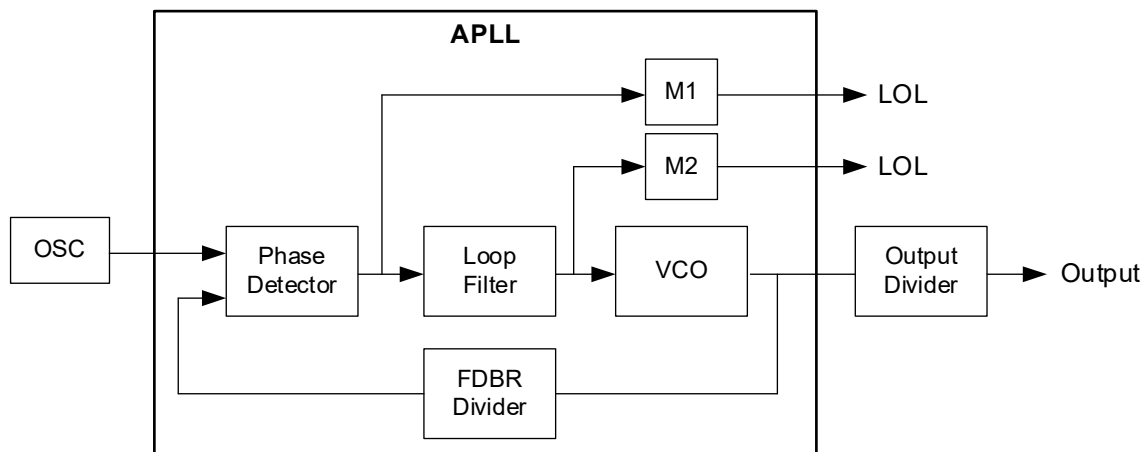 APLL
M1
LOL
M2
LOL
OSC
Phase
Detector
Loop
Filter
VCO
Output
Divider
Output
FDBR
Divider